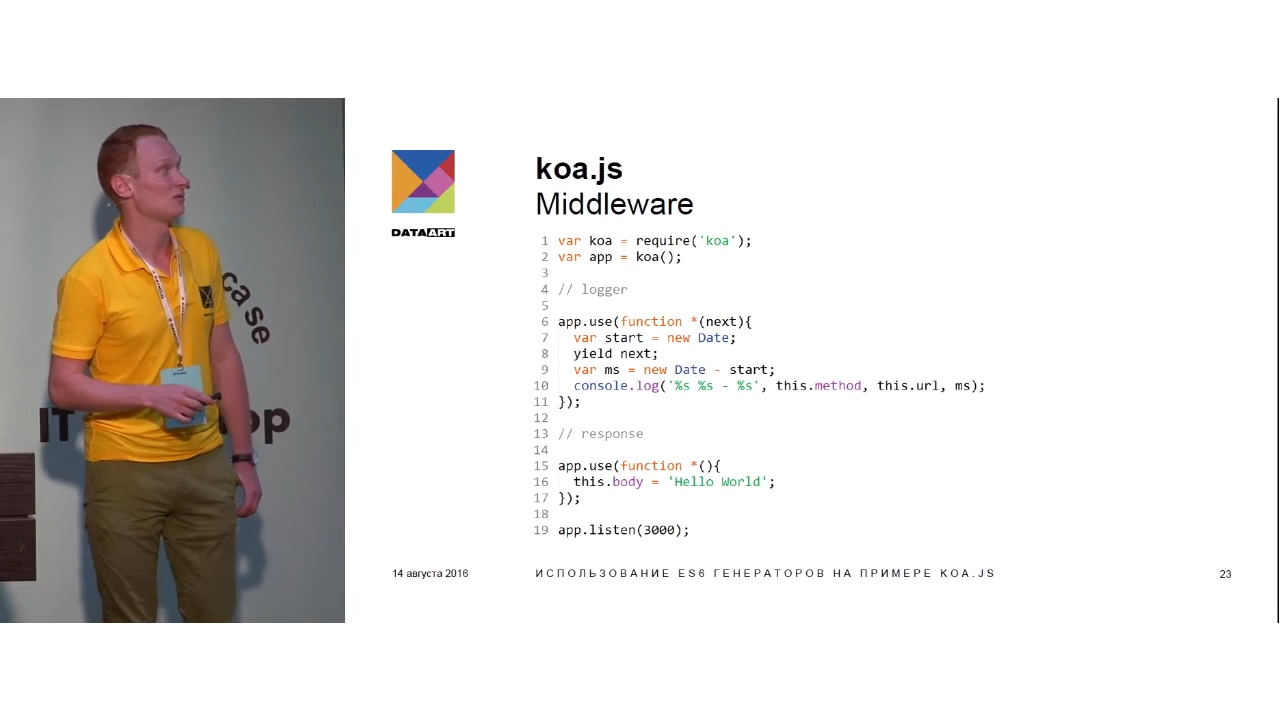 case
IT
op
DATAART
koa.js
Middleware
1 var koa = require('koa');
2 var app = koa();
3
4 // logger
5
6 app.use(function *(next){
7 var start = new Date;
8 yield next;
9 var ms = new Date - start;
10 console.log('%s %s - %s', this.method, this.url, ms);
11 });
12
13 // response
14
15 app.use(function *(){
16 this.body = 'Hello World';
17 });
18
19 app.listen(3000);
14 августа 2016
ИСПОЛЬЗОВАНИЕ ES6 ГЕНЕРАТОРОВ НА ПРИМЕРЕ KOA.JS
23